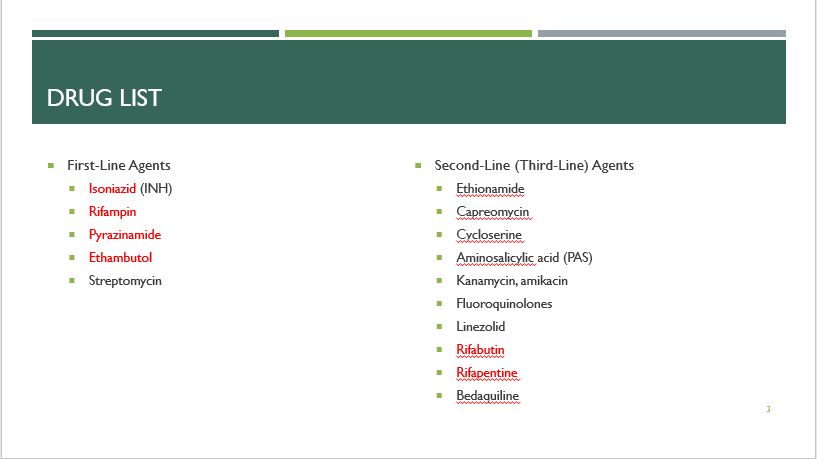 DRUG LIST
First-Line Agents
Isoniazid (INH)
Rifampin
Pyrazinamide
Ethambutol
Streptomycin
Second-Line (Third-Line) Agents
Ethionamide
Capreomycin
Cycloserine
Aminosalicylic acid (PAS)
Kanamycin, amikacin
Fluoroquinolones
Linezolid
Rifabutin
Rifapentine
Bedaquiline
3